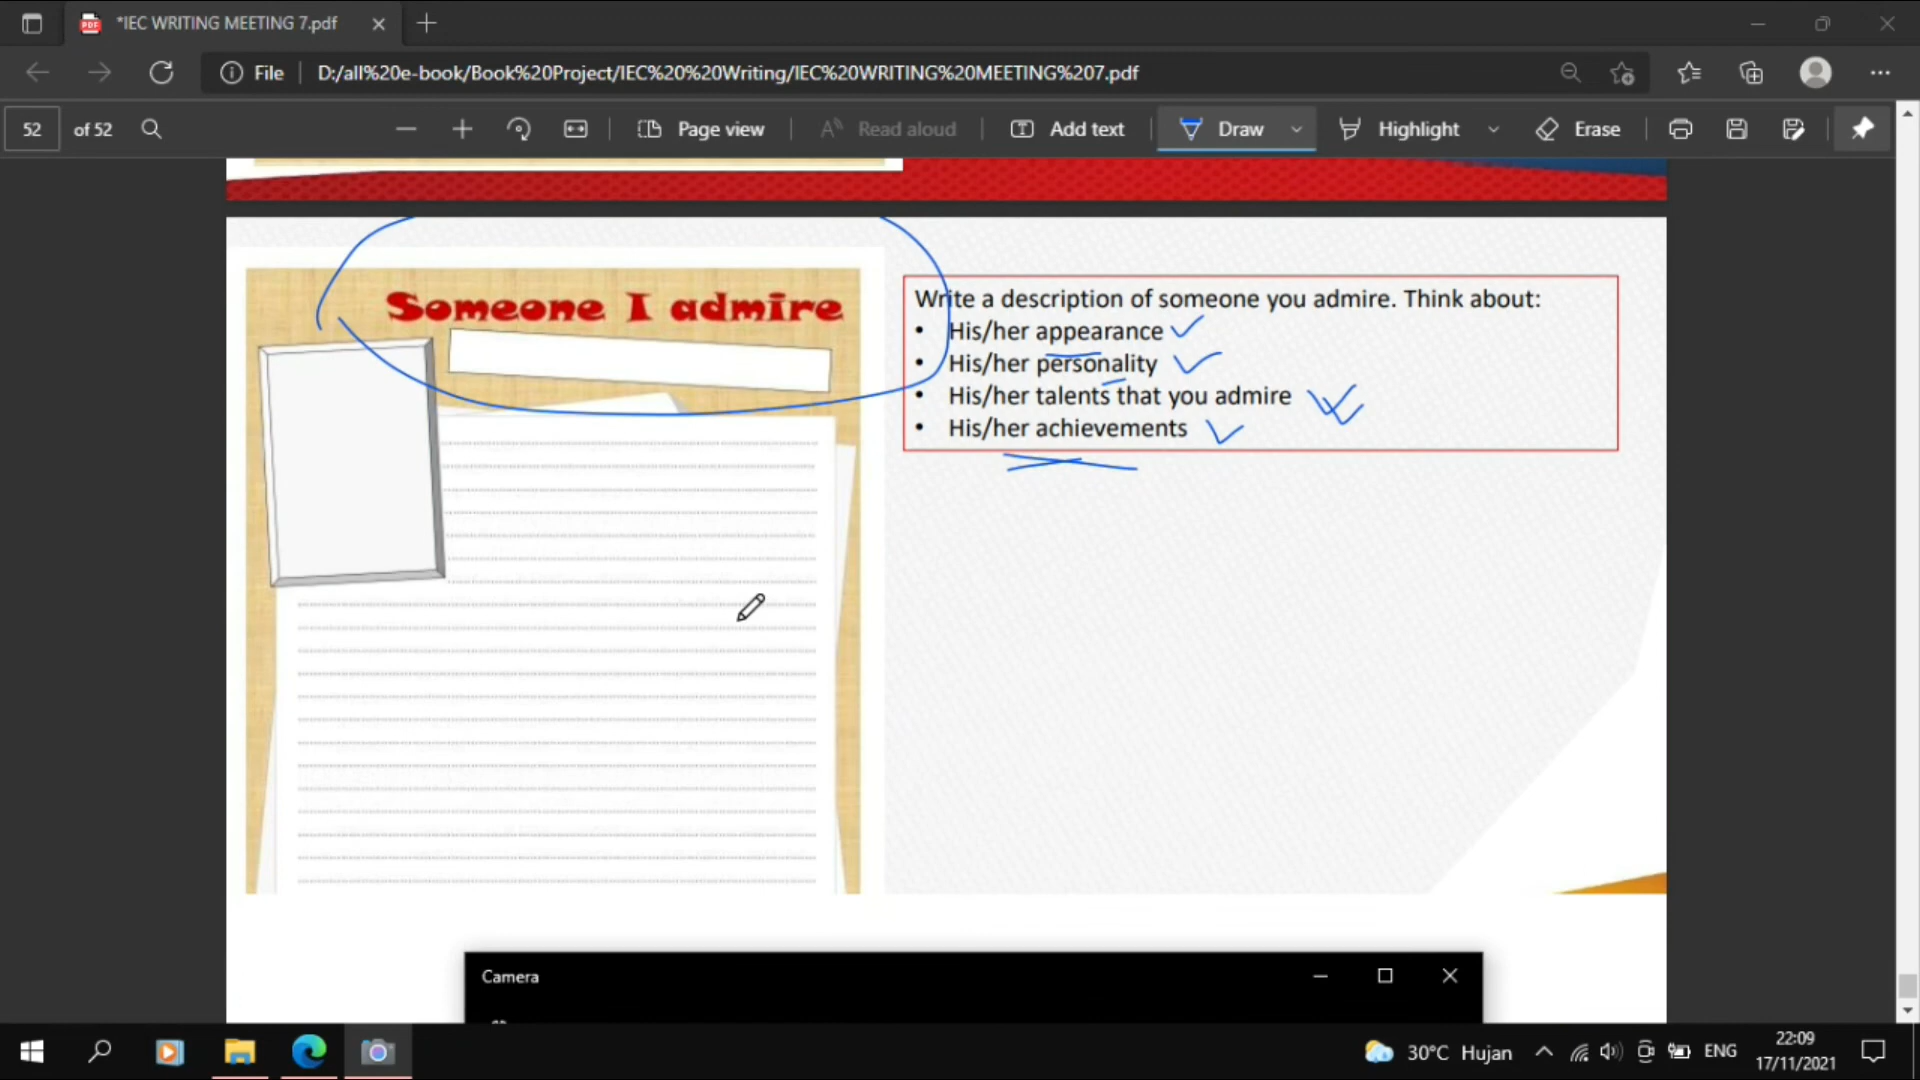 *IEC WRITING MEETING 7.pdf
File
D:/all%20e-book/Book%20Project/IEC%20%20Writing/IEC%20WRITING%20MEETING%207.pdf
52
of 52
Page view
Read aloud
Add text
Draw
Highlight
Erase
Someone I admire
Write a description of someone you admire. Think about:
• His/her appearance
• His/her personality
• His/her talents that you admire
• His/her achievements
Camera
30°C Hujan
ENG
22:09
17/11/2021